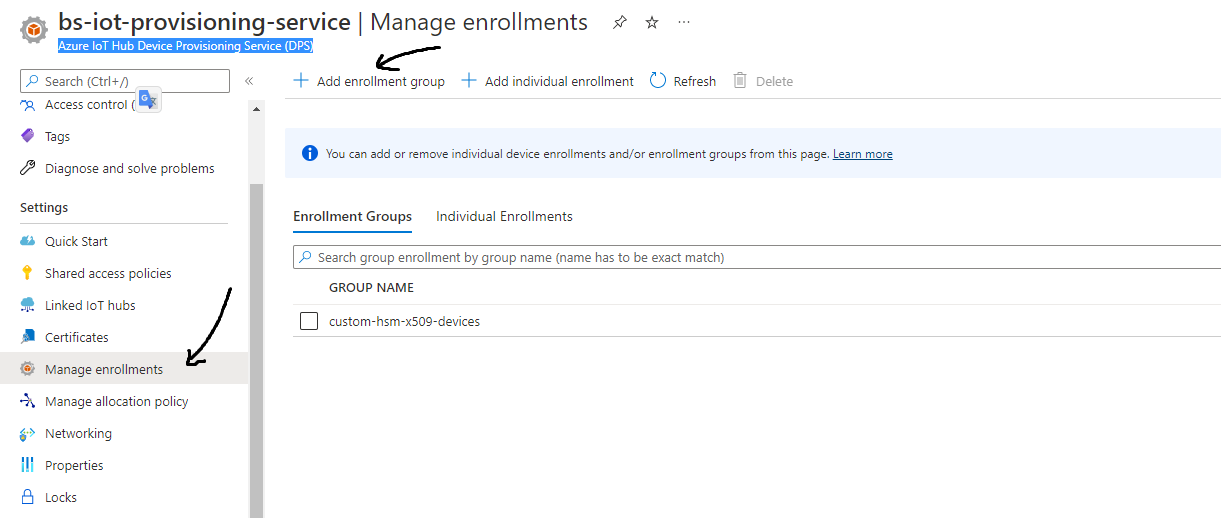 bs-iot-provisioning-service | Manage enrollments
Azure IoT Hub Device Provisioning Service (DPS)
Search (Ctrl+/)
Access control (
Tags
Diagnose and solve problems
Settings
Quick Start
Shared access policies
Linked IoT hubs
Certificates
Manage enrollments
Manage allocation policy
Networking
Properties
Locks
Add enrollment group Add individual enrollment Refresh Delete
You can add or remove individual device enrollments and/or enrollment groups from this page. Learn more
Enrollment Groups Individual Enrollments
Search group enrollment by group name (name has to be exact match)
GROUP NAME
custom-hsm-x509-devices